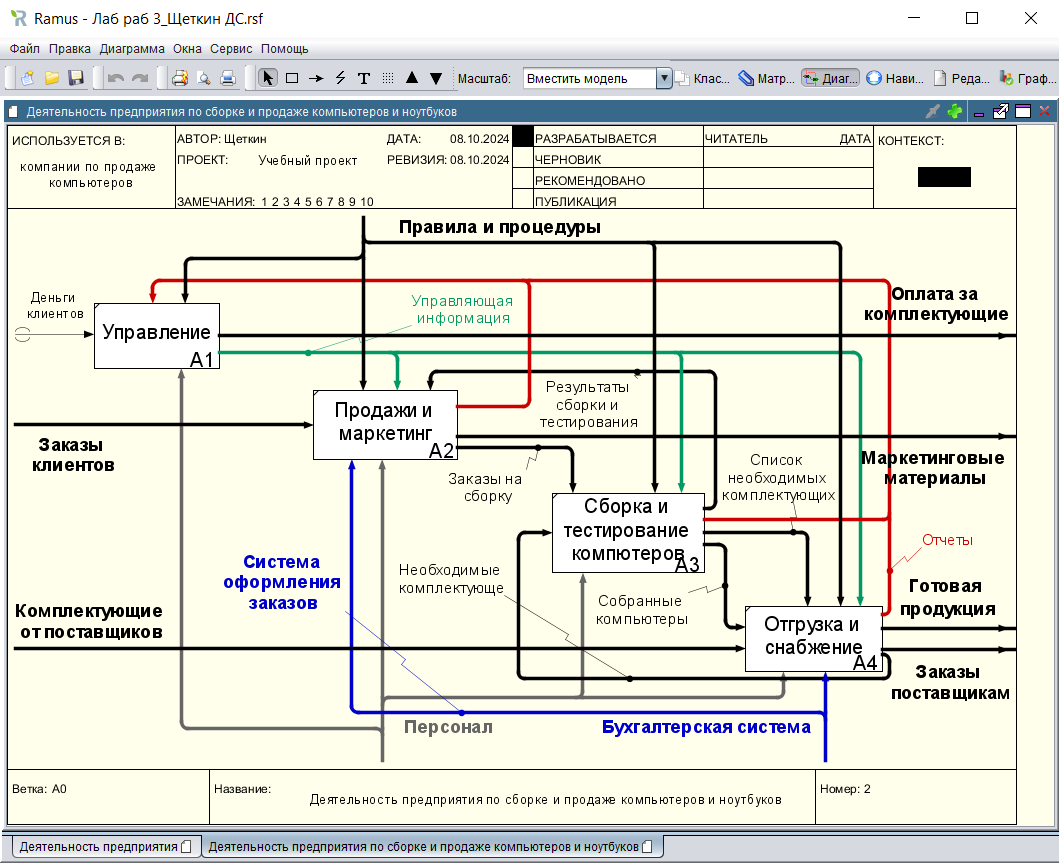 Ramus - Лаб раб 3_Щеткин ДС.rsf
Файл Правка Диаграмма Окна Сервис Помощь
Масштаб: Вместить модель Клас... Матр... Диаг... Нави... Реда... Граф...
Деятельность предприятия по сборке и продаже компьютеров и ноутбуков
ИСПОЛЬЗУЕТСЯ В:
компании по продаже
компьютеров
АВТОР: Щеткин
ДАТА: 08.10.2024
ПРОЕКТ: Учебный проект
РЕВИЗИЯ: 08.10.2024
ЗАМЕЧАНИЯ: 1 2 3 4 5 6 7 8 9 10
РАЗРАБАТЫВАЕТСЯ
ЧЕРНОВИК
РЕКОМЕНДОВАНО
ПУБЛИКАЦИЯ
ЧИТАТЕЛЬ ДАТА
КОНТЕКСТ:
Правила и процедуры
Деньги
клиентов
Управление
A1
Управляющая
информация
Оплата за
комплектующие
Результаты
сборки и
тестирования
Продажи и
маркетинг
A2
Заказы
клиентов
Заказы на
сборку
Список
необходимых
комплектующих
Маркетинговые
материалы
Сборка и
тестирование
компютеров
A3
Отчеты
Система
оформления
заказов
Необходимые
комплектующе
Собранные
компьютеры
Готовая
продукция
Комплектующие
от поставщиков
Отгрузка и
снабжение
A4
Заказы
поставщикам
Персонал
Бухгалтерская система
Ветка: A0
Название:
Деятельность предприятия по сборке и продаже компьютеров и ноутбуков
Номер: 2
Деятельность предприятия
Деятельность предприятия по сборке и продаже компьютеров и ноутбуков